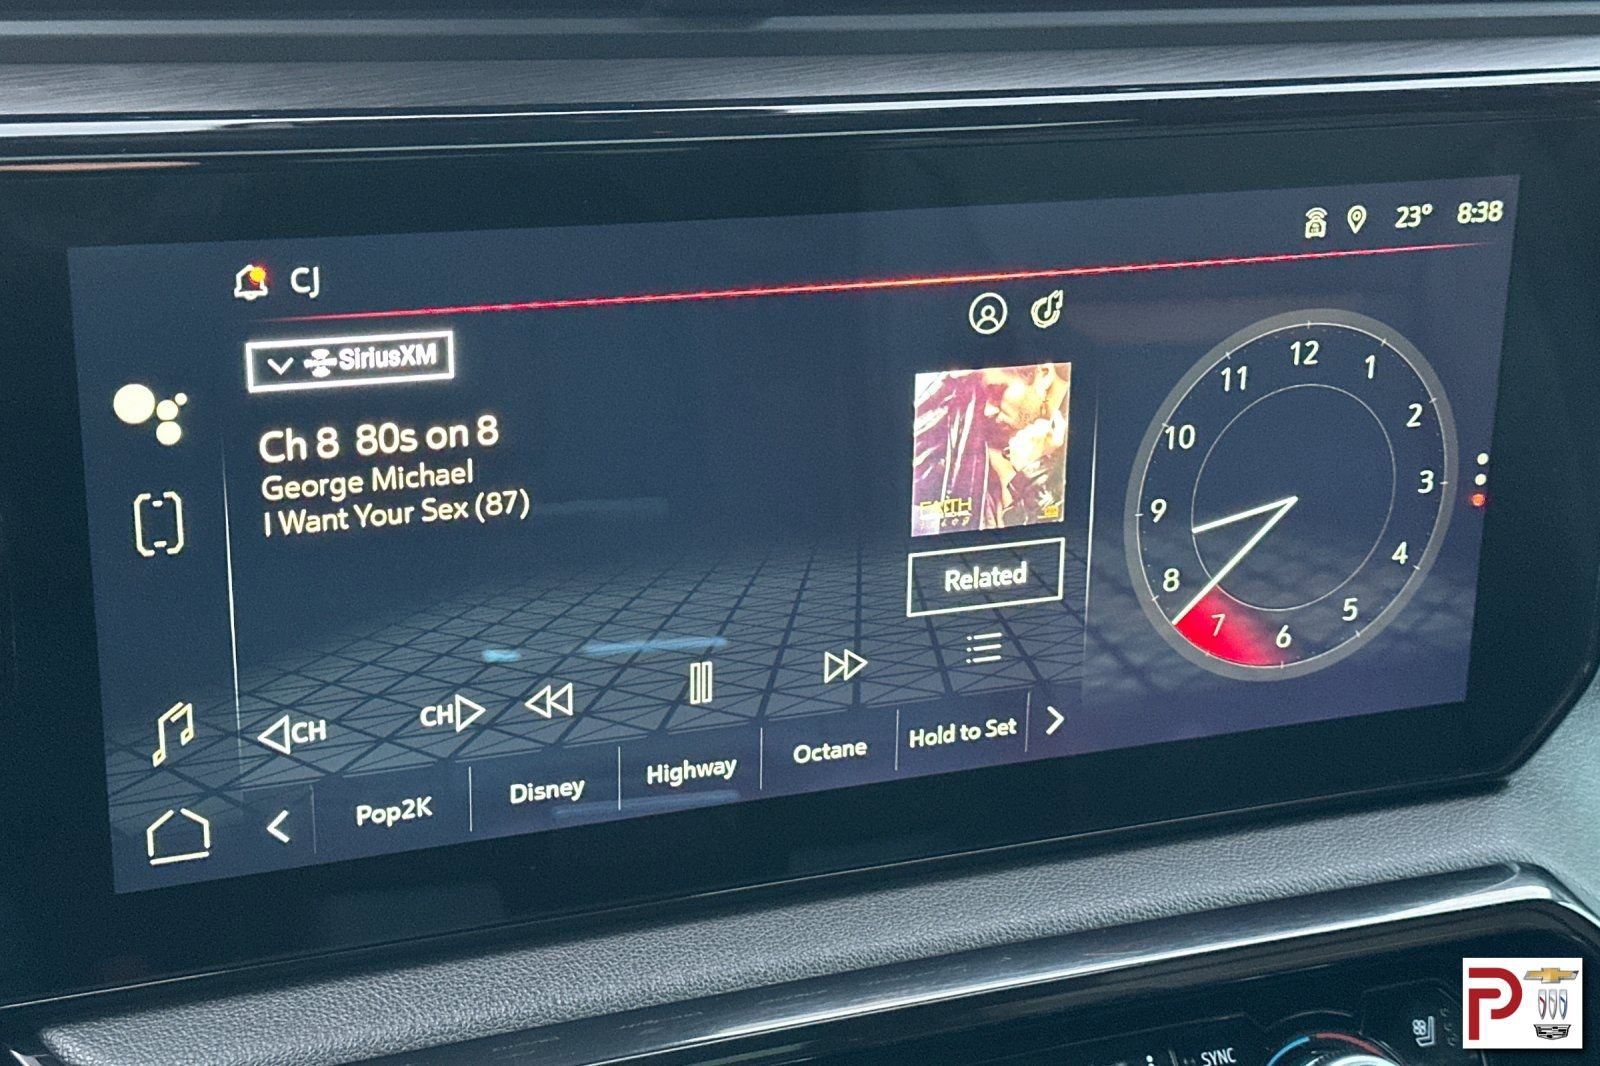 CJ
23° 8:38
SiriusXM
Ch 8 80s on 8
George Michael
I Want Your Sex (87)
FAITH
Related
12
1
2
3
4
5
6
7
8
9
10
11
CH
CH
Pop2K
Disney
Highway
Octane
Hold to Set
SYNC
P